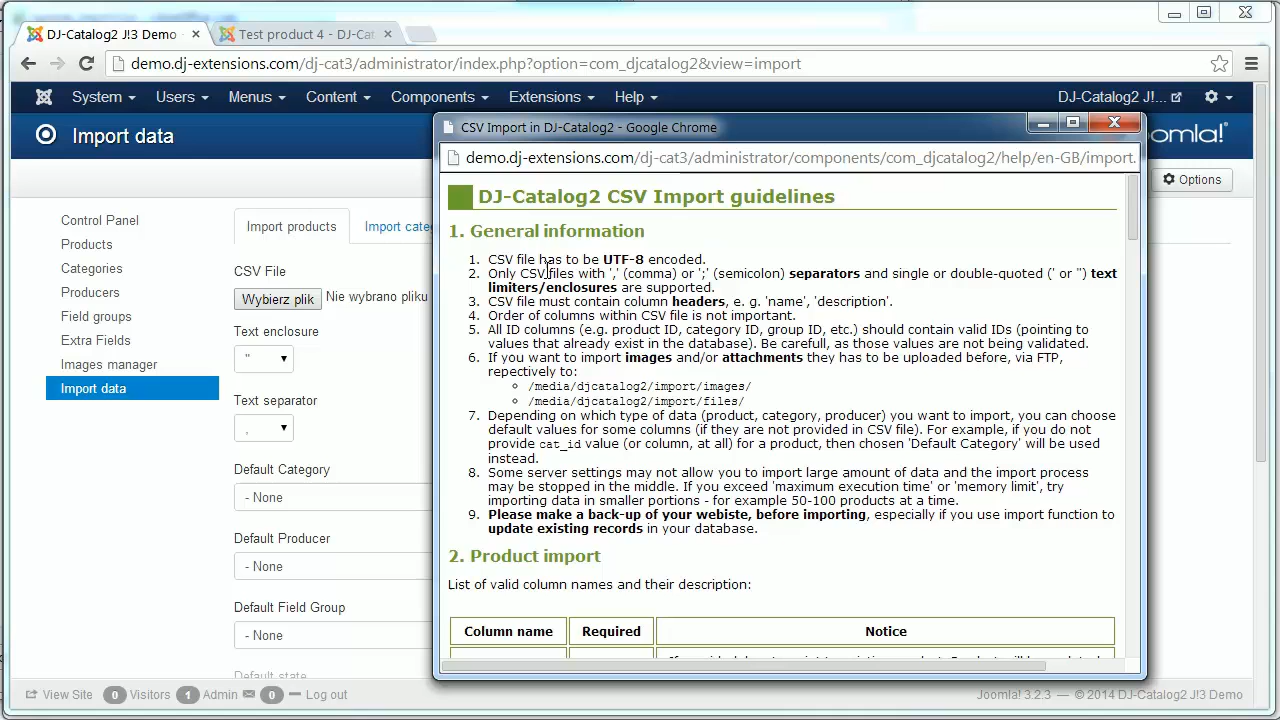 DJ-Catalog2 J!3 Demo
Test product 4 - DJ-Cat
demo.dj-extensions.com/dj-cat3/administrator/index.php?option=com_djcatalog2&view=import
System Users Menus Content Components Extensions Help DJ-Catalog2 J!...
Import data
Options
Control Panel
Products
Categories
Producers
Field groups
Extra Fields
Images manager
Import data
Import products
Import cate
CSV File
Wybierz plik Nie wybrano pliku
Text enclosure
"
Text separator
,
Default Category
- None
Default Producer
- None
Default Field Group
- None
Default state
CSV Import in DJ-Catalog2 - Google Chrome
demo.dj-extensions.com/dj-cat3/administrator/components/com_djcatalog2/help/en-GB/import.
DJ-Catalog2 CSV Import guidelines
1. General information
1. CSV file has to be UTF-8 encoded.
2. Only CSV files with ',' (comma) or ';' (semicolon) separators and single or double-quoted (' or ") text
limiters/enclosures are supported.
3. CSV file must contain column headers, e. g. 'name', 'description'.
4. Order of columns within CSV file is not important.
5. All ID columns (e.g. product ID, category ID, group ID, etc.) should contain valid IDs (pointing to
values that already exist in the database). Be careful, as those values are not being validated.
6. If you want to import images and/or attachments they has to be uploaded before, via FTP,
repectively to:
/media/djcatalog2/import/images/
/media/djcatalog2/import/files/
7. Depending on which type of data (product, category, producer) you want to import, you can choose
default values for some columns (if they are not provided in CSV file). For example, if you do not
provide cat_id value (or column, at all) for a product, then chosen 'Default Category' will be used
instead.
8. Some server settings may not allow you to import large amount of data and the import process
may be stopped in the middle. If you exceed 'maximum execution time' or 'memory limit', try
importing data in smaller portions - for example 50-100 products at a time.
9. Please make a back-up of your webiste, before importing, especially if you use import function to
update existing records in your database.
2. Product import
List of valid column names and their description:
Column name Required Notice
View Site 0 Visitors 1 Admin 0 Log out
Joomla! 3.2.3 — © 2014 DJ-Catalog2 J!3 Demo